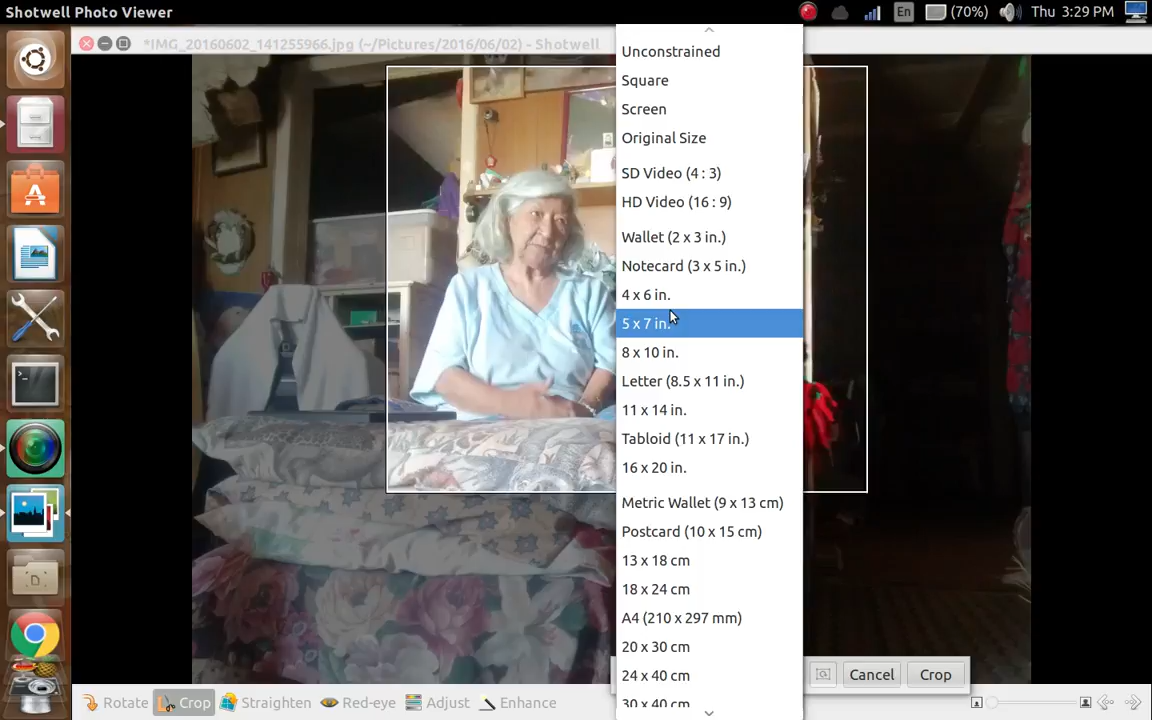 Shotwell Photo Viewer
En
(70%)
Thu 3:29 PM
*IMG_20160602_141255966.jpg (~/Pictures/2016/06/02) - Shotwell
Unconstrained
Square
Screen
Original Size
SD Video (4 : 3)
HD Video (16 : 9)
Wallet (2 x 3 in.)
Notecard (3 x 5 in.)
4 x 6 in.
5 x 7 in.
8 x 10 in.
Letter (8.5 x 11 in.)
11 x 14 in.
Tabloid (11 x 17 in.)
16 x 20 in.
Metric Wallet (9 x 13 cm)
Postcard (10 x 15 cm)
13 x 18 cm
18 x 24 cm
A4 (210 x 297 mm)
20 x 30 cm
24 x 40 cm
30 x 40 cm
Cancel
Crop
Rotate
Crop
Straighten
Red-eye
Adjust
Enhance